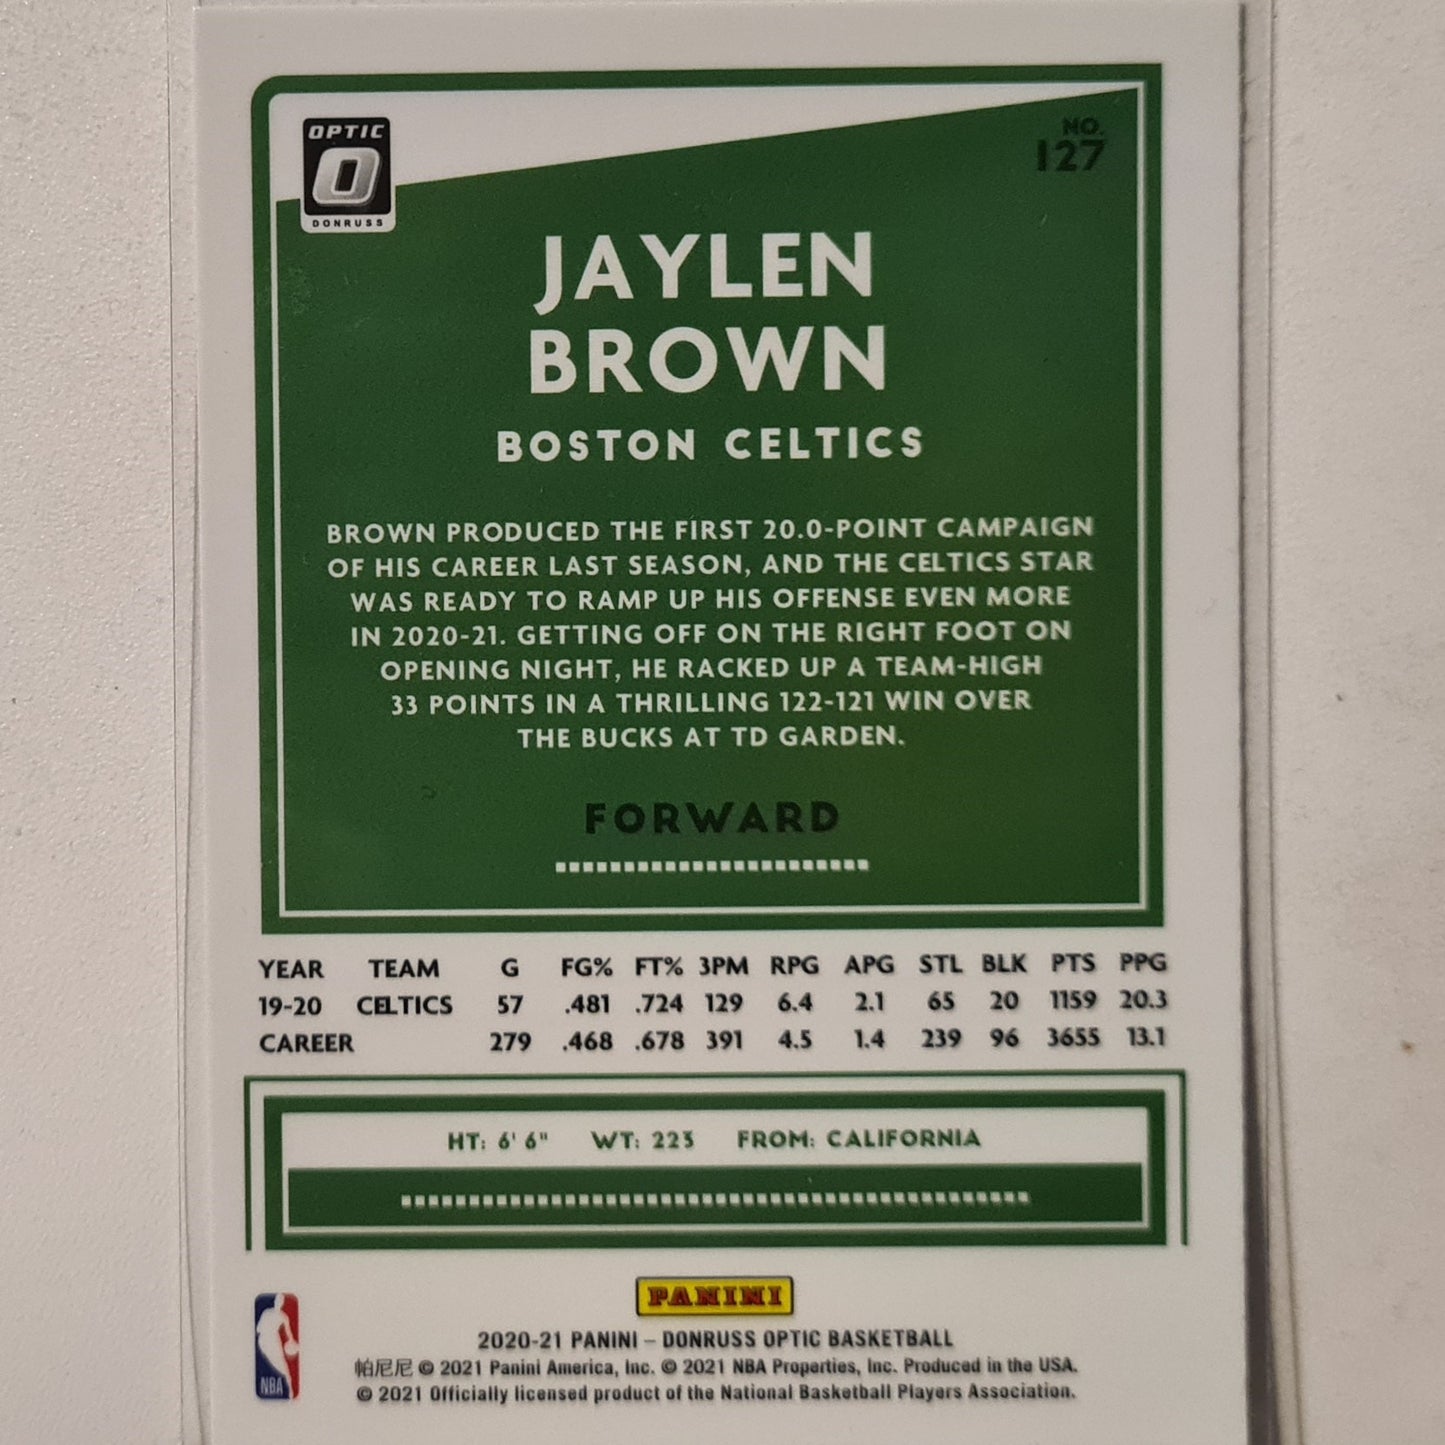 OPTIC
O
DONRUSS
NO.
127
JAYLEN
BROWN
BOSTON CELTICS
BROWN PRODUCED THE FIRST 20.0-POINT CAMPAIGN
OF HIS CAREER LAST SEASON, AND THE CELTICS STAR
WAS READY TO RAMP UP HIS OFFENSE EVEN MORE
IN 2020-21. GETTING OFF ON THE RIGHT FOOT ON
OPENING NIGHT, HE RACKED UP A TEAM-HIGH
33 POINTS IN A THRILLING 122-121 WIN OVER
THE BUCKS AT TD GARDEN.
FORWARD
YEAR TEAM G FG% FT% 3PM RPG APG STL BLK PTS PPG
19-20 CELTICS 57 .481 .724 129 6.4 2.1 65 20 1159 20.3
CAREER 279 .468 .678 391 4.5 1.4 239 96 3655 13.1
HT: 6' 6" WT: 223 FROM: CALIFORNIA
PANINI
2020-21 PANINI – DONRUSS OPTIC BASKETBALL
帕尼尼 © 2021 Panini America, Inc. © 2021 NBA Properties, Inc. Produced in the USA.
© 2021 Officially licensed product of the National Basketball Players Association.
NBA